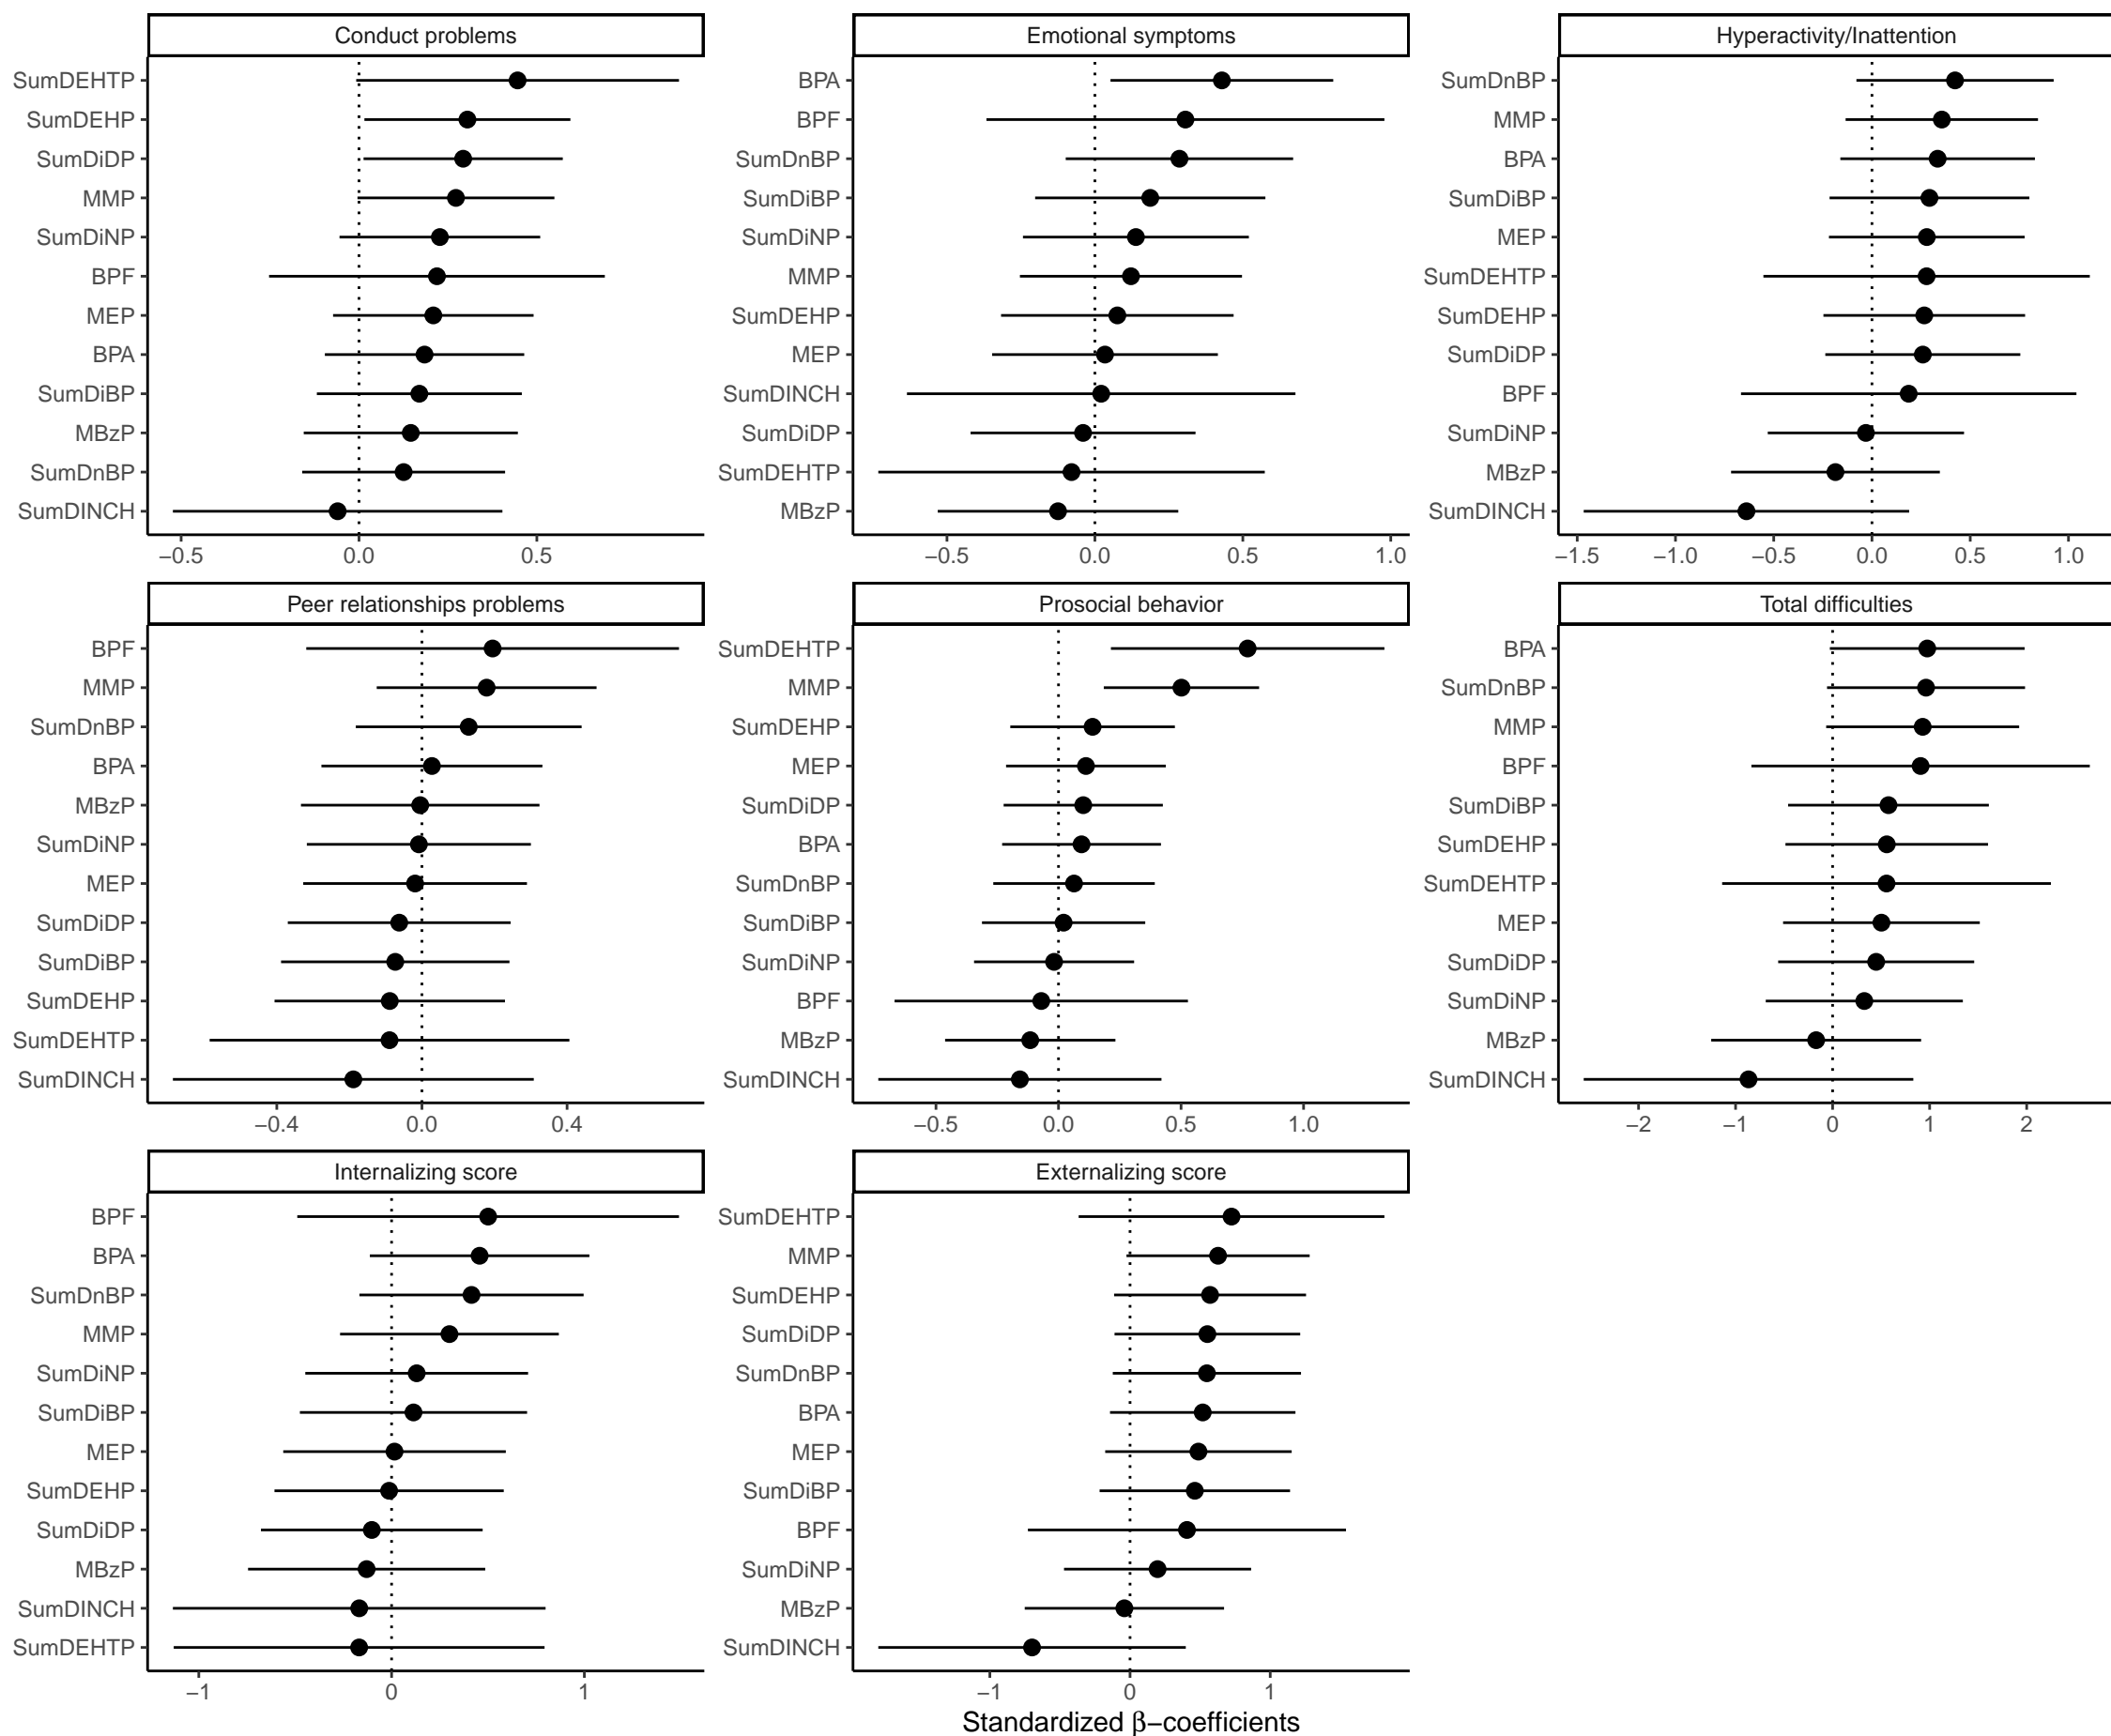 Conduct problems
SumDEHTP
SumDEHP
SumDiDP
MMP
SumDiNP
BPF
MEP
BPA
SumDiBP
MBzP
SumDnBP
SumDINCH
−0.5 0.0 0.5
Emotional symptoms
BPA
BPF
SumDnBP
SumDiBP
SumDiNP
MMP
SumDEHP
MEP
SumDINCH
SumDiDP
SumDEHTP
MBzP
−0.5 0.0 0.5 1.0
Hyperactivity/Inattention
SumDnBP
MMP
BPA
SumDiBP
MEP
SumDEHTP
SumDEHP
SumDiDP
BPF
SumDiNP
MBzP
SumDINCH
−1.5 −1.0 −0.5 0.0 0.5 1.0
Peer relationships problems
BPF
MMP
SumDnBP
BPA
MBzP
SumDiNP
MEP
SumDiDP
SumDiBP
SumDEHP
SumDEHTP
SumDINCH
−0.4 0.0 0.4
Prosocial behavior
SumDEHTP
MMP
SumDEHP
MEP
SumDiDP
BPA
SumDnBP
SumDiBP
SumDiNP
BPF
MBzP
SumDINCH
−0.5 0.0 0.5 1.0
Total difficulties
BPA
SumDnBP
MMP
BPF
SumDiBP
SumDEHP
SumDEHTP
MEP
SumDiDP
SumDiNP
MBzP
SumDINCH
−2 −1 0 1 2
Internalizing score
BPF
BPA
SumDnBP
MMP
SumDiNP
SumDiBP
MEP
SumDEHP
SumDiDP
MBzP
SumDINCH
SumDEHTP
−1 0 1
Externalizing score
SumDEHTP
MMP
SumDEHP
SumDiDP
SumDnBP
BPA
MEP
SumDiBP
BPF
SumDiNP
MBzP
SumDINCH
−1 0 1
Standardized β−coefficients